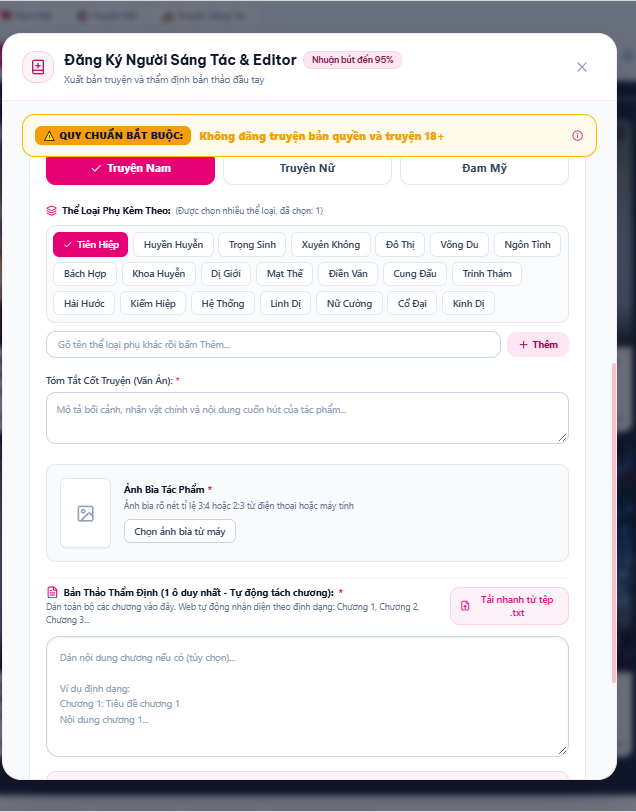 Đăng Ký Người Sáng Tác & Editor
Nhuận bút đến 95%
Xuất bản truyện và thẩm định bản thảo đầu tay
QUY CHUẨN BẮT BUỘC:
Không đăng truyện bản quyền và truyện 18+
Truyện Nam
Truyện Nữ
Đam Mỹ
Thể Loại Phụ Kèm Theo: (Được chọn nhiều thể loại, đã chọn: 1)
Tiên Hiệp
Huyền Huyễn
Trọng Sinh
Xuyên Không
Đô Thị
Võng Du
Ngôn Tình
Bách Hợp
Khoa Huyễn
Dị Giới
Mạt Thế
Điền Văn
Cung Đấu
Trinh Thám
Hài Hước
Kiếm Hiệp
Hệ Thống
Linh Dị
Nữ Cường
Cổ Đại
Kinh Dị
Gõ tên thể loại phụ khác rồi bấm Thêm...
+ Thêm
Tóm Tắt Cốt Truyện (Văn Án): *
Mô tả bối cảnh, nhân vật chính và nội dung cuốn hút của tác phẩm...
Ảnh Bìa Tác Phẩm *
Ảnh bìa rõ nét tỉ lệ 3:4 hoặc 2:3 từ điện thoại hoặc máy tính
Chọn ảnh bìa từ máy
Bản Thảo Thẩm Định (1 ô duy nhất - Tự động tách chương): *
Dán toàn bộ các chương vào đây. Web tự động nhận diện theo định dạng: Chương 1, Chương 2,
Chương 3...
Tải nhanh từ tệp
.txt
Dán nội dung chương nếu có (tùy chọn)...
Ví dụ định dạng:
Chương 1: Tiêu đề chương 1
Nội dung chương 1...